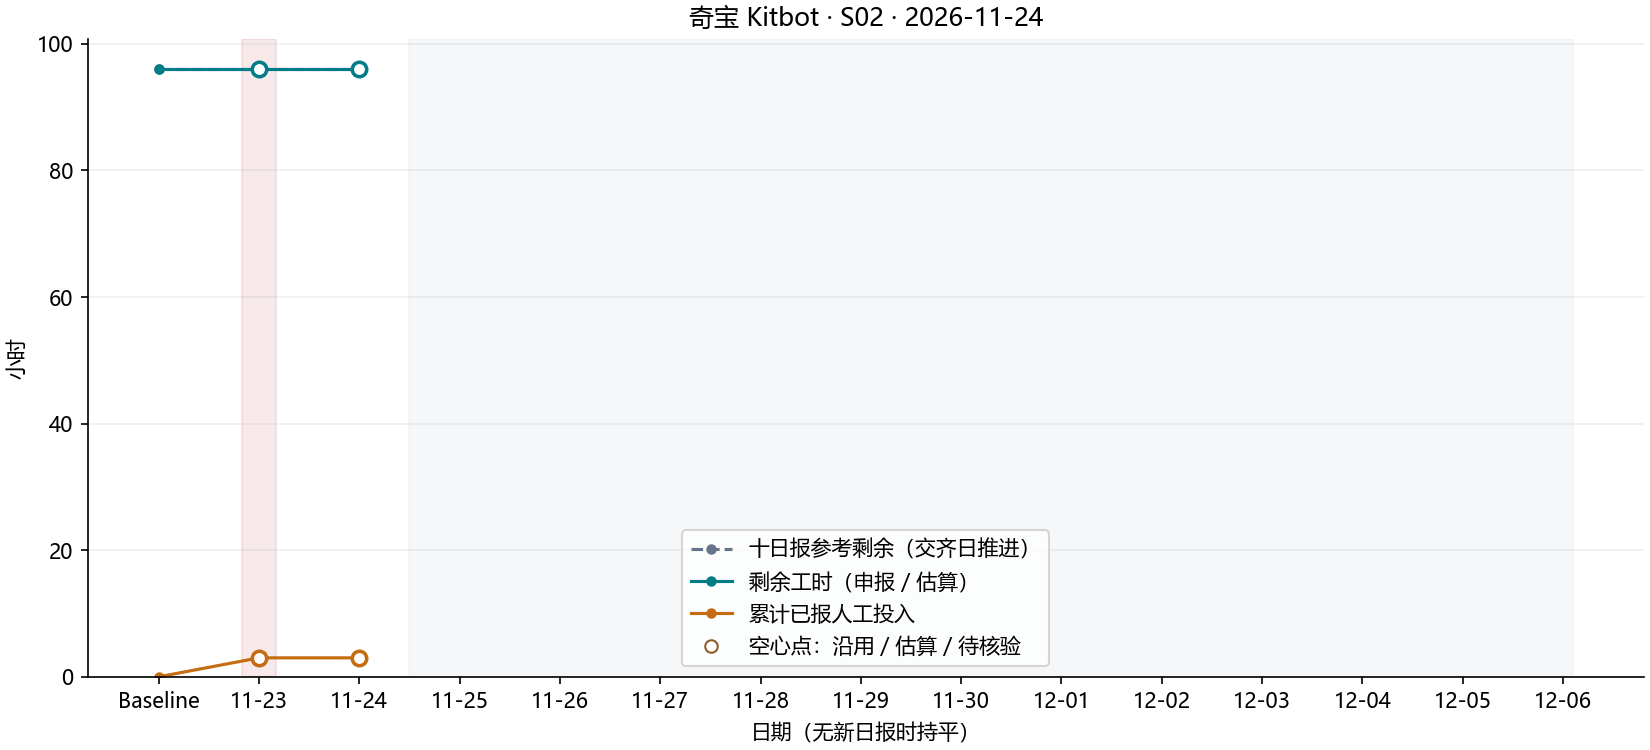 奇宝 Kitbot · S02 · 2026-11-24
100
80
60
40
20
0
小时
十日报参考剩余（交齐日推进）
剩余工时（申报 / 估算）
累计已报人工投入
空心点：沿用 / 估算 / 待核验
Baseline 11-23 11-24 11-25 11-26 11-27 11-28 11-29 11-30 12-01 12-02 12-03 12-04 12-05 12-06
日期（无新日报时持平）